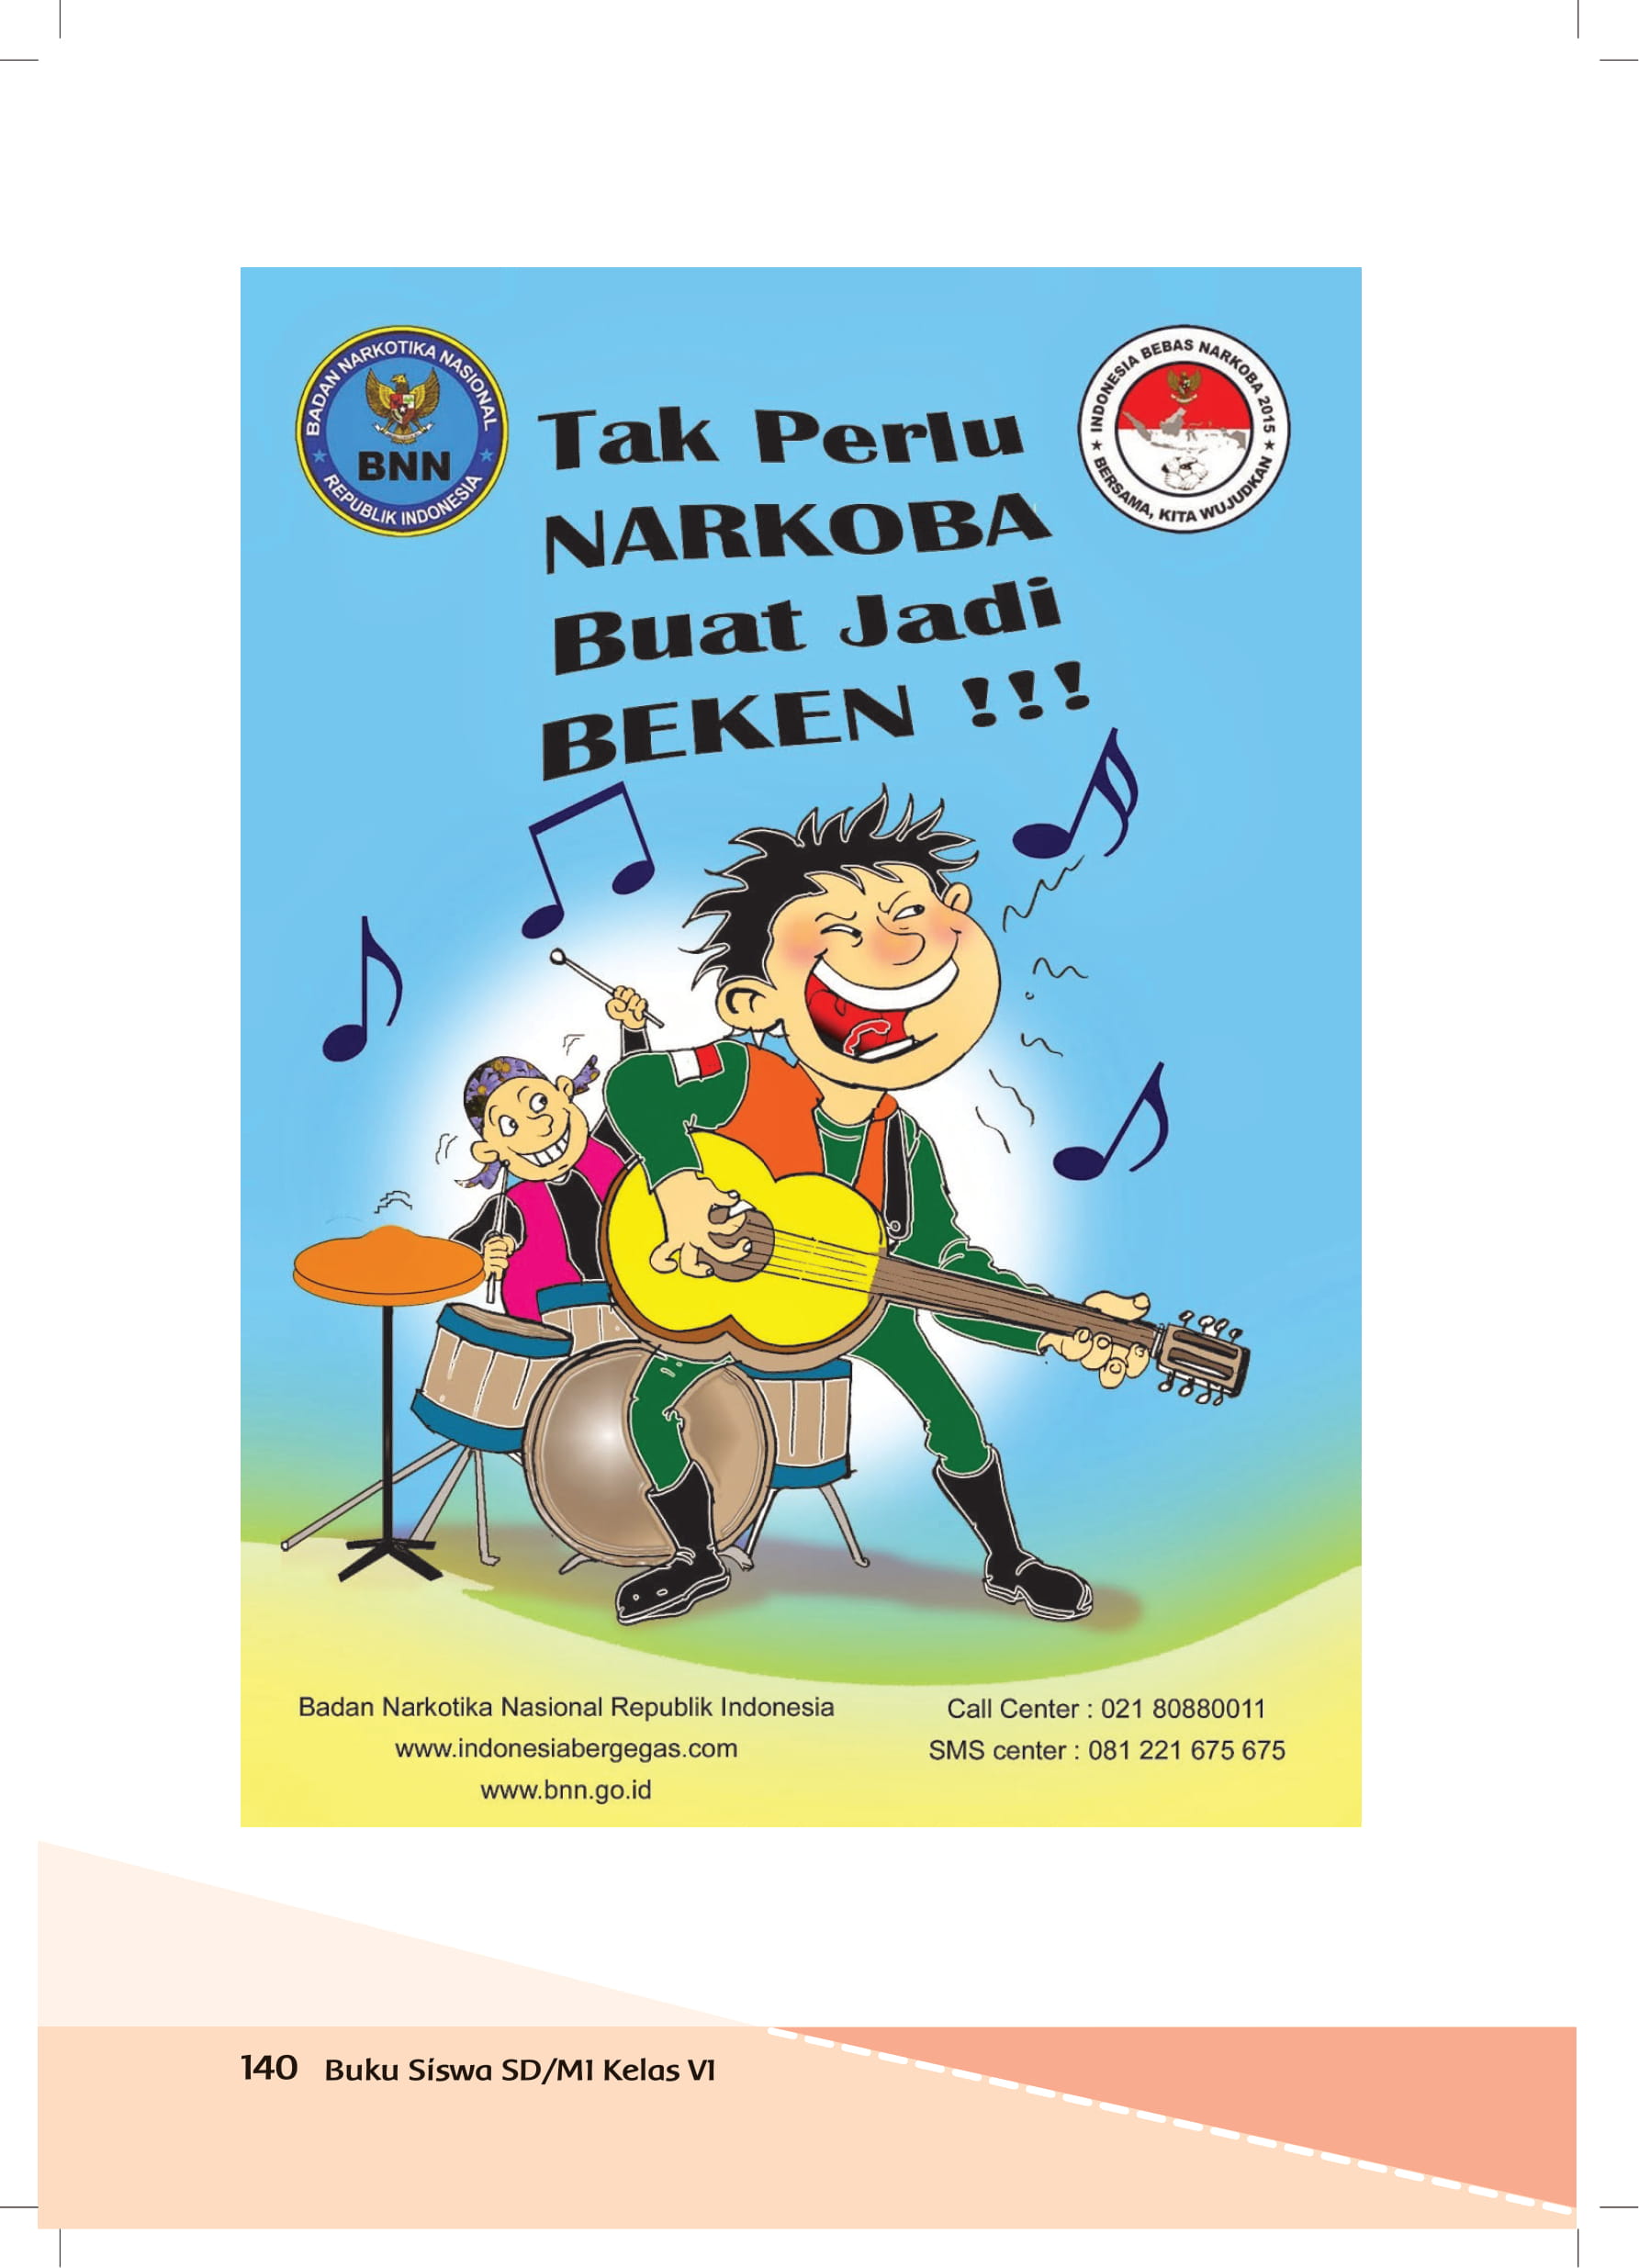 BADAN NARKOTIKA NASIONAL
BNN
REPUBLIK INDONESIA
INDONESIA BEBAS NARKOBA 2015
BERSAMA, KITA WUJUDKAN
Tak Perlu
NARKOBA
Buat Jadi
BEKEN !!!
Badan Narkotika Nasional Republik Indonesia
www.indonesiabergegas.com
www.bnn.go.id
Call Center : 021 80880011
SMS center : 081 221 675 675
140 Buku Siswa SD/MI Kelas VI